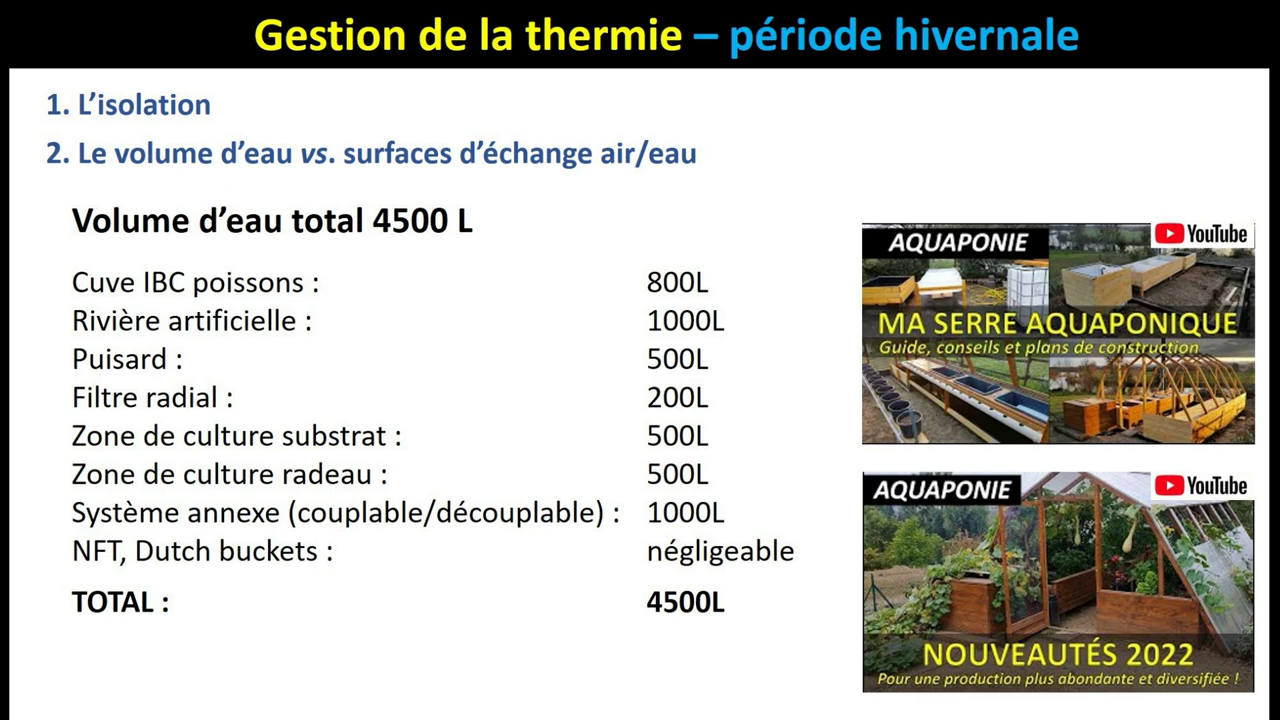 Gestion de la thermie – période hivernale
1. L’isolation
2. Le volume d’eau vs. surfaces d’échange air/eau
Volume d’eau total 4500 L
Cuve IBC poissons : 800L
Rivière artificielle : 1000L
Puisard : 500L
Filtre radial : 200L
Zone de culture substrat : 500L
Zone de culture radeau : 500L
Système annexe (couplable/découplable) : 1000L
NFT, Dutch buckets : négligeable
TOTAL : 4500L
AQUAPONIE
YouTube
MA SERRE AQUAPONIQUE
Guide, conseils et plans de construction
AQUAPONIE
YouTube
NOUVEAUTÉS 2022
Pour une production plus abondante et diversifiée !